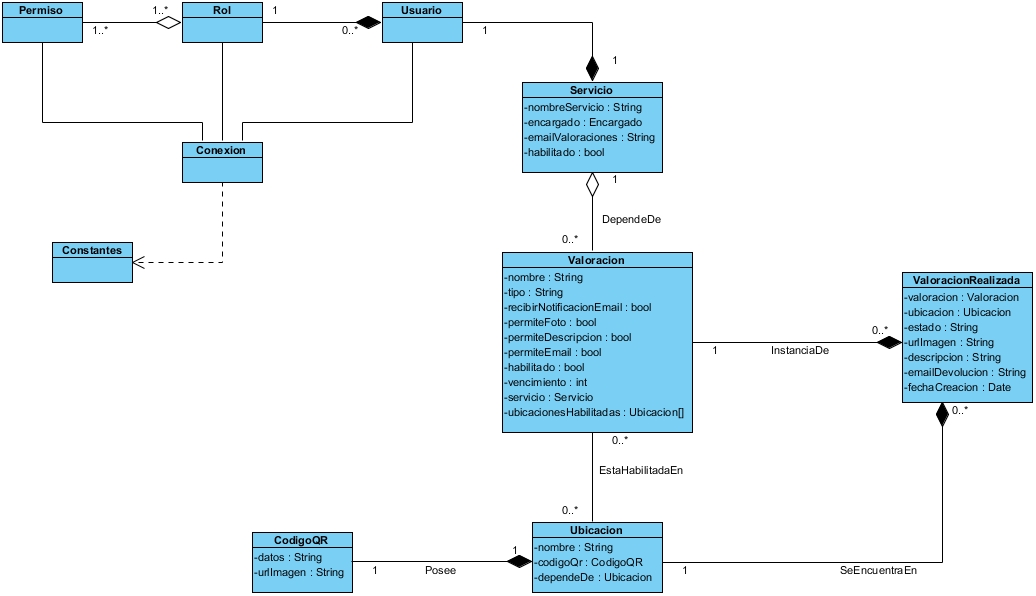 Permiso
1..*
1..*
Rol
1
0..*
Usuario
1
1
Conexion
Constantes
Servicio
-nombreServicio : String
-encargado : Encargado
-emailValoraciones : String
-habilitado : bool
1
DependeDe
0..*
Valoracion
-nombre : String
-tipo : String
-recibirNotificacionEmail : bool
-permiteFoto : bool
-permiteDescripcion : bool
-permiteEmail : bool
-habilitado : bool
-vencimiento : int
-servicio : Servicio
-ubicacionesHabilitadas : Ubicacion[]
1
InstanciaDe
0..*
ValoracionRealizada
-valoracion : Valoracion
-ubicacion : Ubicacion
-estado : String
-urlImagen : String
-descripcion : String
-emailDevolucion : String
-fechaCreacion : Date
0..*
0..*
EstaHabilitadaEn
0..*
CodigoQR
-datos : String
-urlImagen : String
1
Posee
1
Ubicacion
-nombre : String
-codigoQr : CodigoQR
-dependeDe : Ubicacion
1
SeEncuentraEn